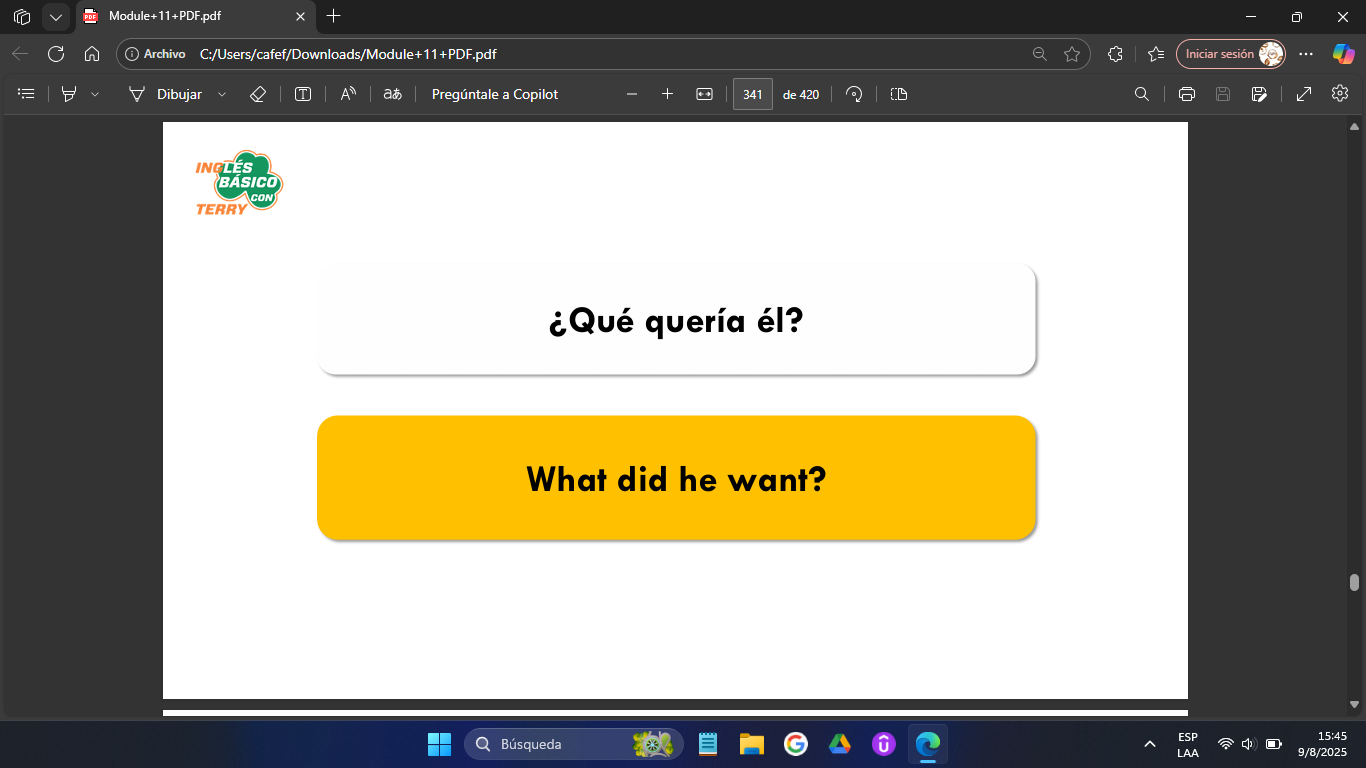 Module+11+PDF.pdf
Archivo C:/Users/cafef/Downloads/Module+11+PDF.pdf
Iniciar sesión
Dibujar
Pregúntale a Copilot
341 de 420
INGLÉS
BÁSICO
CON
TERRY
¿Qué quería él?
What did he want?
Búsqueda
ESP
LAA
15:45
9/8/2025